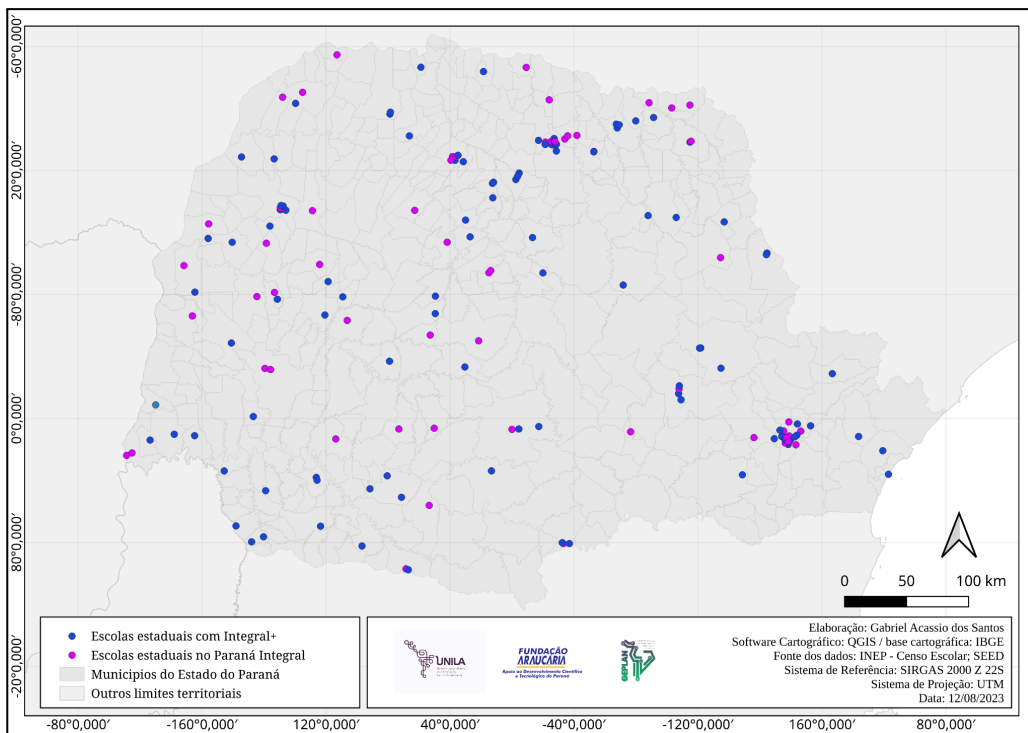 -60°0,000′
20°0,000′
-80°0,000′
0°0,000′
80°0,000′
-20°0,000′
0 50 100 km
Escolas estaduais com Integral+
Escolas estaduais no Paraná Integral
Municipios do Estado do Paraná
Outros limites territoriais
UNILA
FUNDAÇÃO
ARAUCÁRIA
Apoio ao Desenvolvimento Científico
e Tecnológico do Paraná
GEPLAN
Elaboração: Gabriel Acassio dos Santos
Software Cartográfico: QGIS / base cartográfica: IBGE
Fonte dos dados: INEP - Censo Escolar; SEED
Sistema de Referência: SIRGAS 2000 Z 22S
Sistema de Projeção: UTM
Data: 12/08/2023
-80°0,000′ -160°0,000′ 120°0,000′ 40°0,000′ -40°0,000′ -120°0,000′ 160°0,000′ 80°0,000′